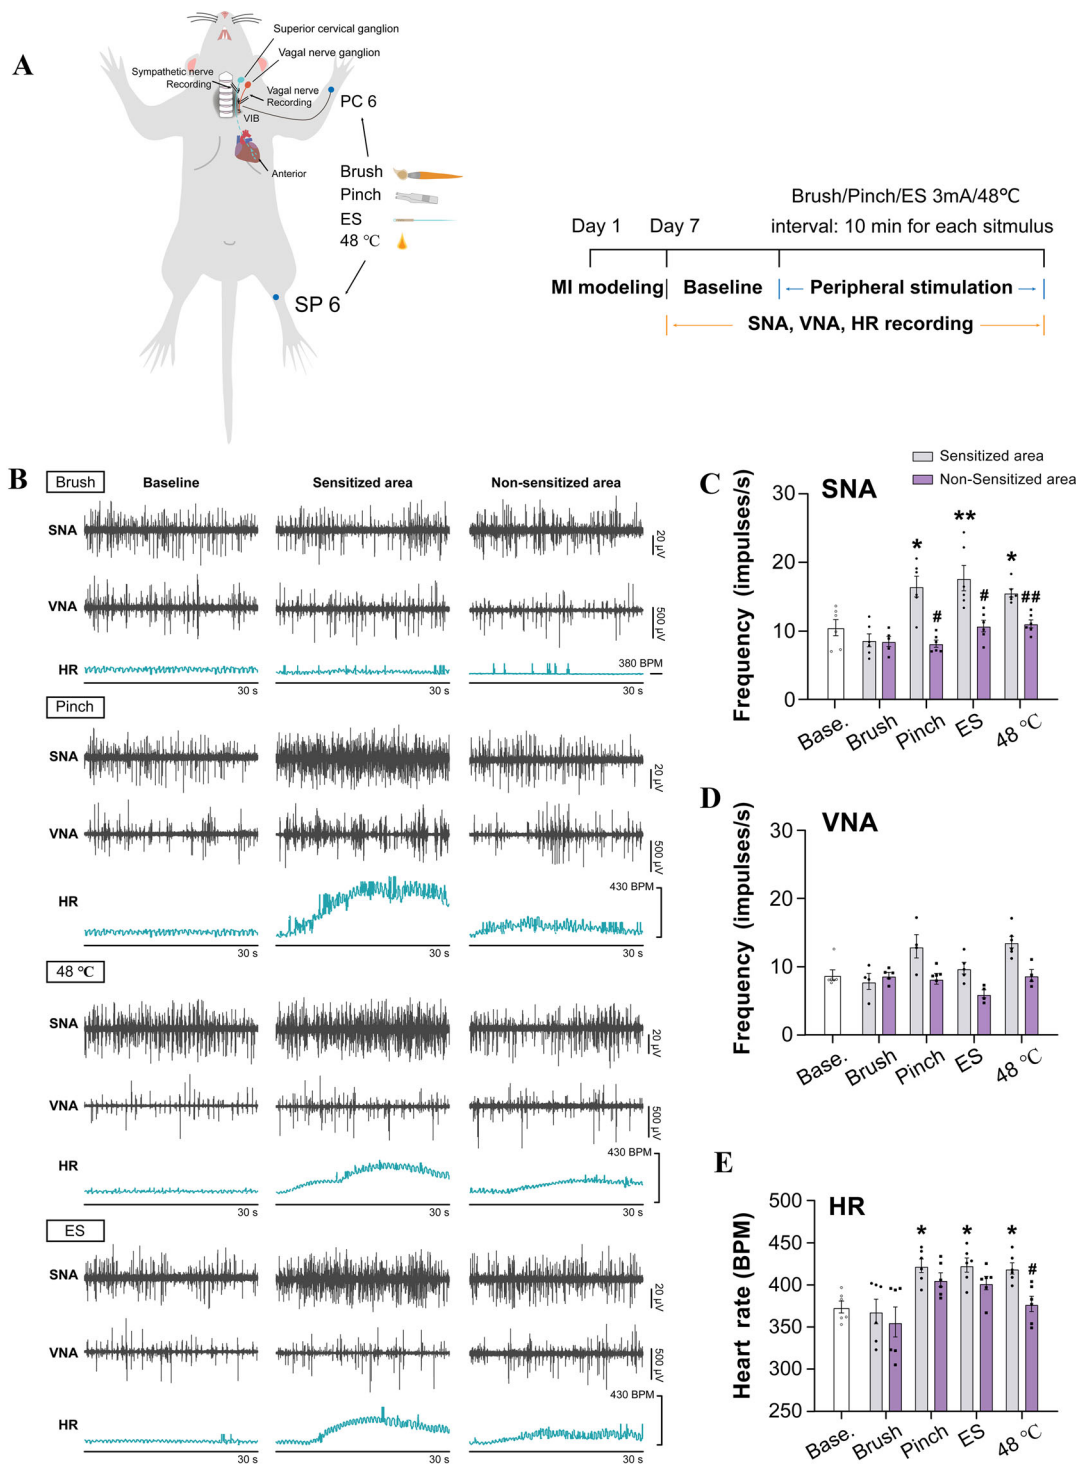 A
Superior cervical ganglion
Vagal nerve ganglion
Sympathetic nerve
Recording
Vagal nerve
Recording
VIB
PC 6
Anterior
Brush
Pinch
ES
48 ℃
SP 6
Brush/Pinch/ES 3mA/48℃
Day 1 Day 7 interval: 10 min for each sitmulus
MI modeling Baseline Peripheral stimulation
SNA, VNA, HR recording
B
Brush
Baseline Sensitized area Non-sensitized area
SNA
20 µV
VNA
500 µV
HR
380 BPM
30 s 30 s 30 s
Pinch
SNA
20 µV
VNA
500 µV
HR
430 BPM
30 s 30 s 30 s
48 ℃
SNA
20 µV
VNA
500 µV
HR
430 BPM
30 s 30 s 30 s
ES
SNA
20 µV
VNA
500 µV
HR
430 BPM
30 s 30 s 30 s
C
SNA
Sensitized area
Non-Sensitized area
Frequency (impulses/s)
30
20
10
0
* ** *
# # ##
Base. Brush Pinch ES 48 ℃
D
VNA
Frequency (impulses/s)
30
20
10
0
Base. Brush Pinch ES 48 ℃
E
HR
Heart rate (BPM)
500
450
400
350
300
250
* * *
#
Base. Brush Pinch ES 48 ℃